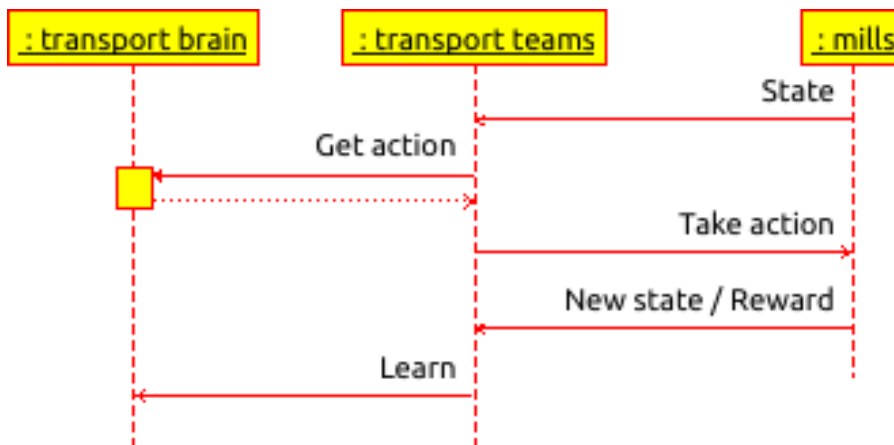 : transport brain
: transport teams
: mills
State
Get action
Take action
New state / Reward
Learn